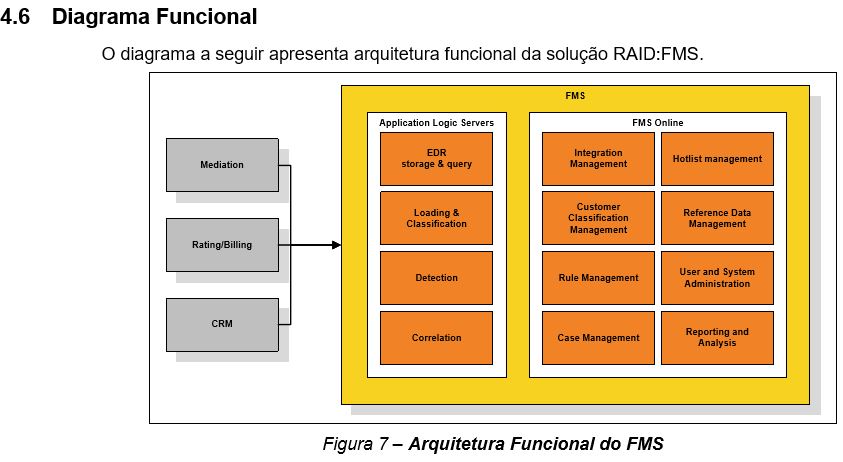 4.6 Diagrama Funcional
O diagrama a seguir apresenta arquitetura funcional da solução RAID:FMS.
Mediation
Rating/Billing
CRM
FMS
Application Logic Servers
EDR
storage & query
Loading &
Classification
Detection
Correlation
FMS Online
Integration
Management
Hotlist management
Customer
Classification
Management
Reference Data
Management
Rule Management
User and System
Administration
Case Management
Reporting and
Analysis
Figura 7 – Arquitetura Funcional do FMS